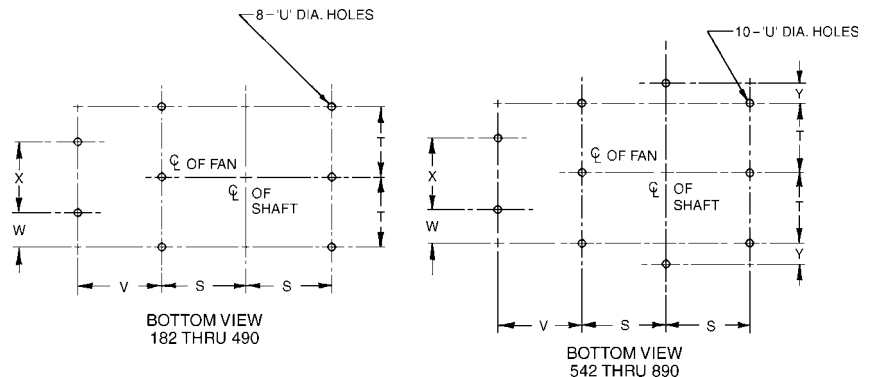 8-'U' DIA. HOLES
T
T
X
W
℄ OF FAN
℄ OF
SHAFT
V
S
S
BOTTOM VIEW
182 THRU 490
10-'U' DIA. HOLES
Y
T
T
Y
X
W
℄ OF FAN
℄ OF
SHAFT
V
S
S
BOTTOM VIEW
542 THRU 890